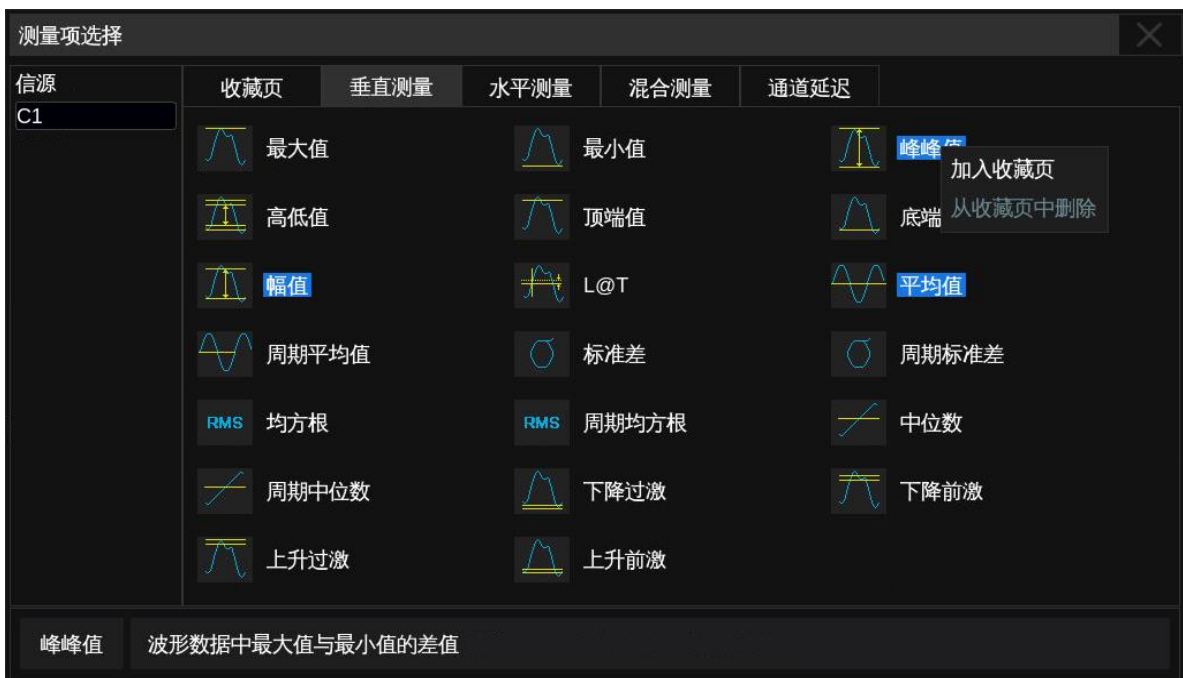 测量项选择
信源
C1
收藏页 垂直测量 水平测量 混合测量 通道延迟
最大值 最小值 峰峰值
加入收藏页
从收藏页中删除
高低值 顶端值 底端
幅值 L@T 平均值
周期平均值 标准差 周期标准差
RMS 均方根 RMS 周期均方根 中位数
周期中位数 下降过激 下降前激
上升过激 上升前激
峰峰值 波形数据中最大值与最小值的差值